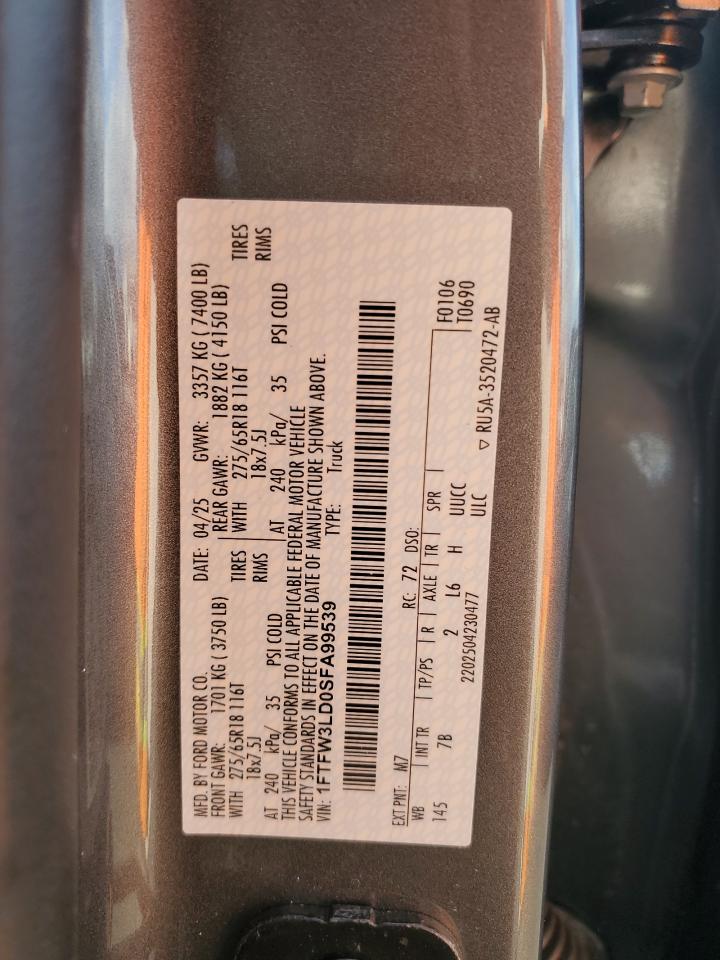 MFD. BY FORD MOTOR CO. DATE: 04/25 GVWR: 3357 KG ( 7400 LB)
FRONT GAWR: 1701 KG ( 3750 LB) REAR GAWR: 1882 KG ( 4150 LB)
WITH 275/65R18 116T TIRES WITH 275/65R18 116T TIRES
18x7.5J RIMS 18x7.5J RIMS
AT 240 kPa/ 35 PSI COLD AT 240 kPa/ 35 PSI COLD
THIS VEHICLE CONFORMS TO ALL APPLICABLE FEDERAL MOTOR VEHICLE
SAFETY STANDARDS IN EFFECT ON THE DATE OF MANUFACTURE SHOWN ABOVE.
VIN: 1FTFW3LD0SFA99539 TYPE: Truck
EXT PNT: M7 RC: 72 DSO: F0106
WB INT TR TP/PS R AXLE TR SPR T0690
145 7B 2 L6 H UUCC
2202504230477 ULC ▽ RU5A-3520472-AB